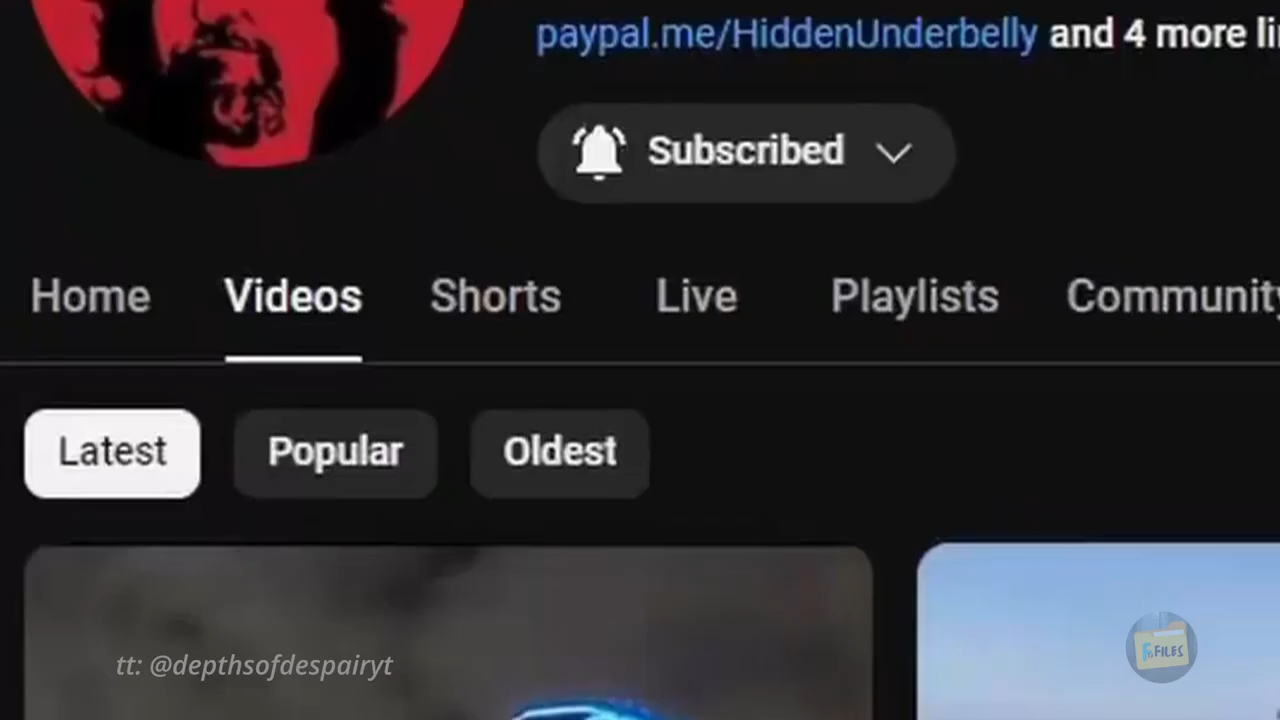 paypal.me/HiddenUnderbelly and 4 more
Subscribed
Home Videos Shorts Live Playlists Community
Latest Popular Oldest
tt: @depthsofdespairyt
FILES